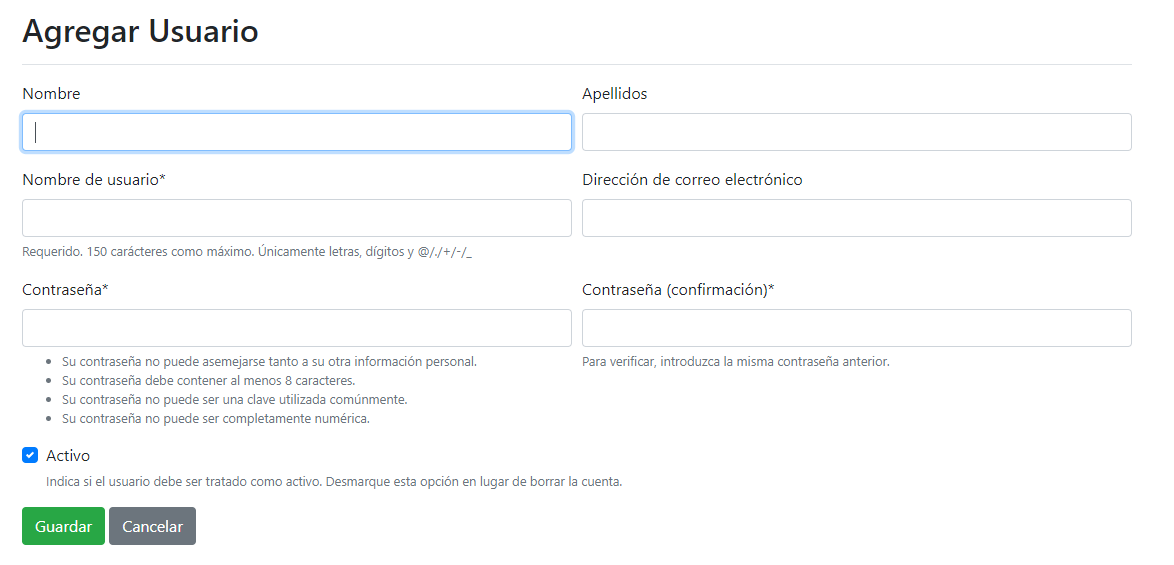 Agregar Usuario
Nombre
Apellidos
Nombre de usuario*
Dirección de correo electrónico
Requerido. 150 carácteres como máximo. Únicamente letras, dígitos y @/./+/-/_
Contraseña*
Contraseña (confirmación)*
Su contraseña no puede asemejarse tanto a su otra información personal.
Su contraseña debe contener al menos 8 caracteres.
Su contraseña no puede ser una clave utilizada comúnmente.
Su contraseña no puede ser completamente numérica.
Para verificar, introduzca la misma contraseña anterior.
Activo
Indica si el usuario debe ser tratado como activo. Desmarque esta opción en lugar de borrar la cuenta.
Guardar
Cancelar